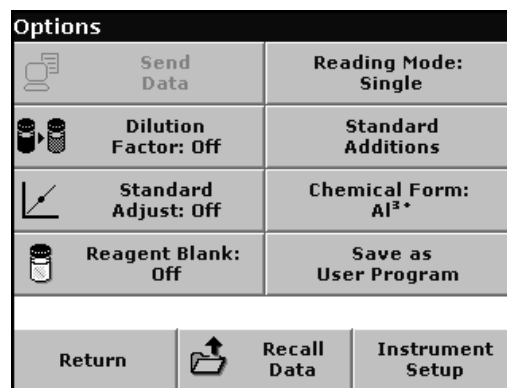 Options
Send
Data
Reading Mode:
Single
Dilution
Factor: Off
Standard
Additions
Standard
Adjust: Off
Chemical Form:
Al³⁺
Reagent Blank:
Off
Save as
User Program
Return
Recall
Data
Instrument
Setup